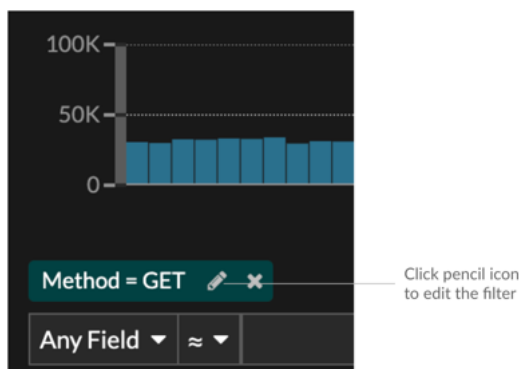 100K
50K
0
Method = GET
Click pencil icon
to edit the filter
Any Field ≈